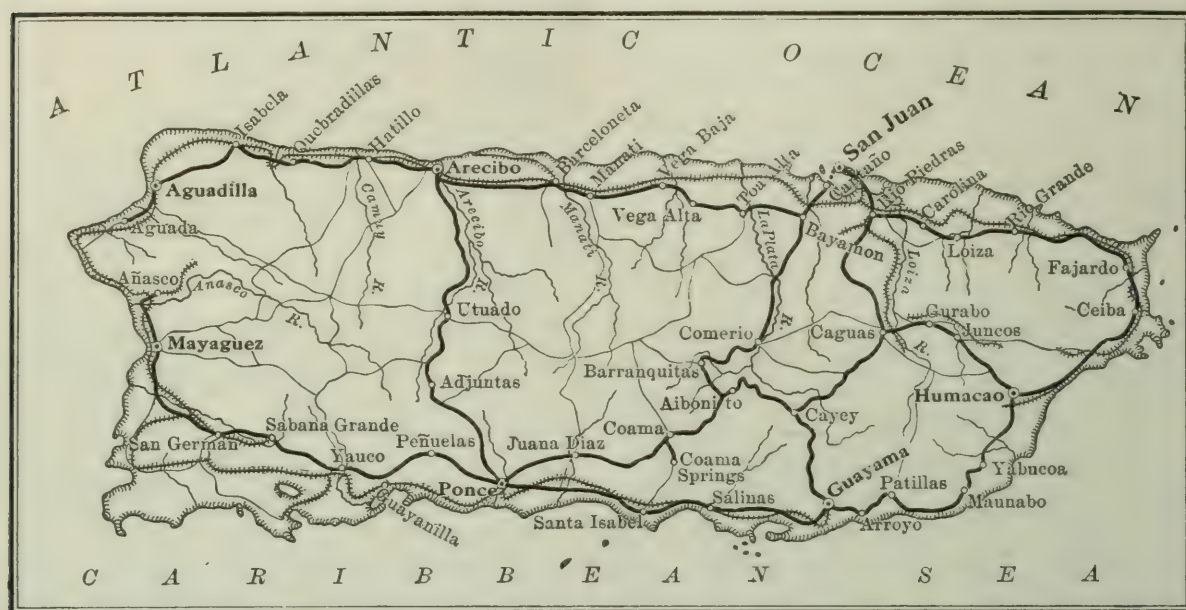 ATLANTIC OCEAN
Isabela
Quebradillas
Hatillo
Barceloneta
Manati
Vega Baja
Toa Alta
San Juan
Cataño
Rio Piedras
Carolina
Rio Grande
Aguadilla
Arecibo
Camuy R.
Arecibo R.
Manati R.
Vega Alta
La Plata R.
Bayamon
Loiza R.
Loiza
Aguada
Fajardo
Añasco
Añasco R.
Utuado
Ceiba
Gurabo
Juncos
Mayaguez
Comerio
Caguas
Barranquitas
Adjuntas
Aibonito
Humacao
Cayey
San German
Sabana Grande
Peñuelas
Juana Diaz
Coama
Yauco
Coama
Springs
Guayama
Patillas
Yabucoa
Ponce
Guayanilla
Salinas
Maunabo
Santa Isabel
Arroyo
CARIBBEAN SEA